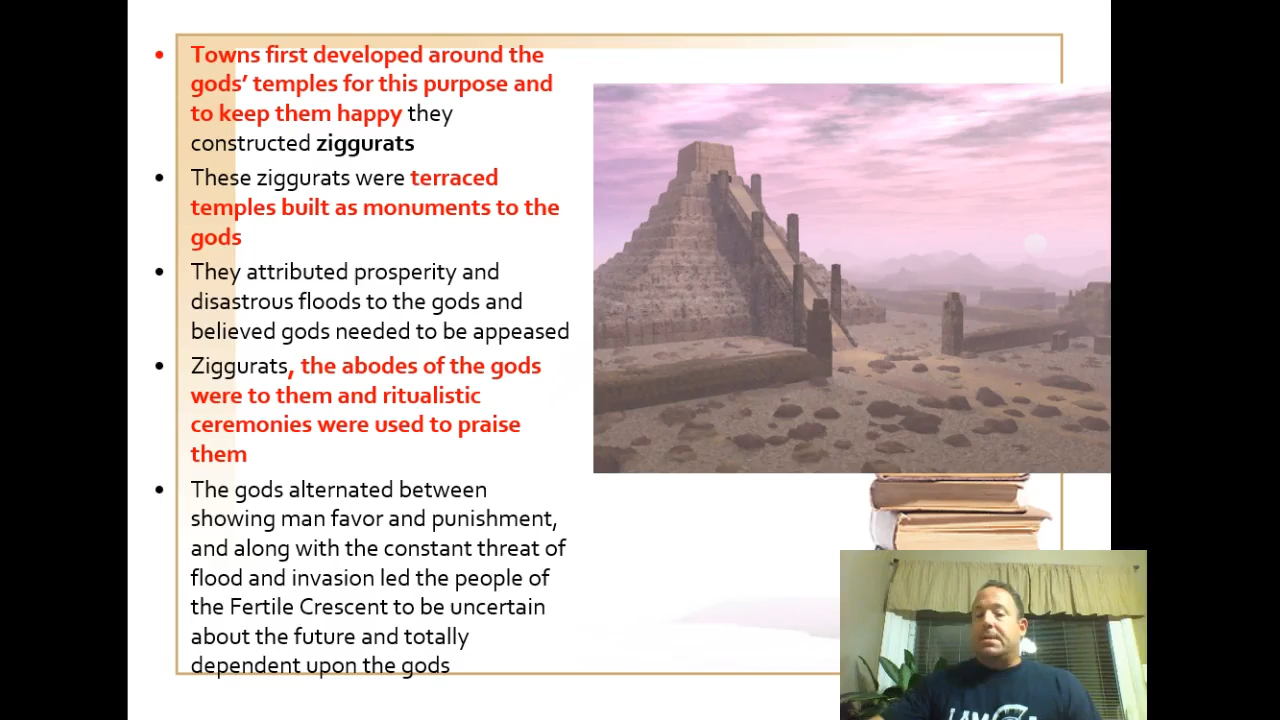 Towns first developed around the
gods’ temples for this purpose and
to keep them happy they
constructed ziggurats
These ziggurats were terraced
temples built as monuments to the
gods
They attributed prosperity and
disastrous floods to the gods and
believed gods needed to be appeased
Ziggurats, the abodes of the gods
were to them and ritualistic
ceremonies were used to praise
them
The gods alternated between
showing man favor and punishment,
and along with the constant threat of
flood and invasion led the people of
the Fertile Crescent to be uncertain
about the future and totally
dependent upon the gods